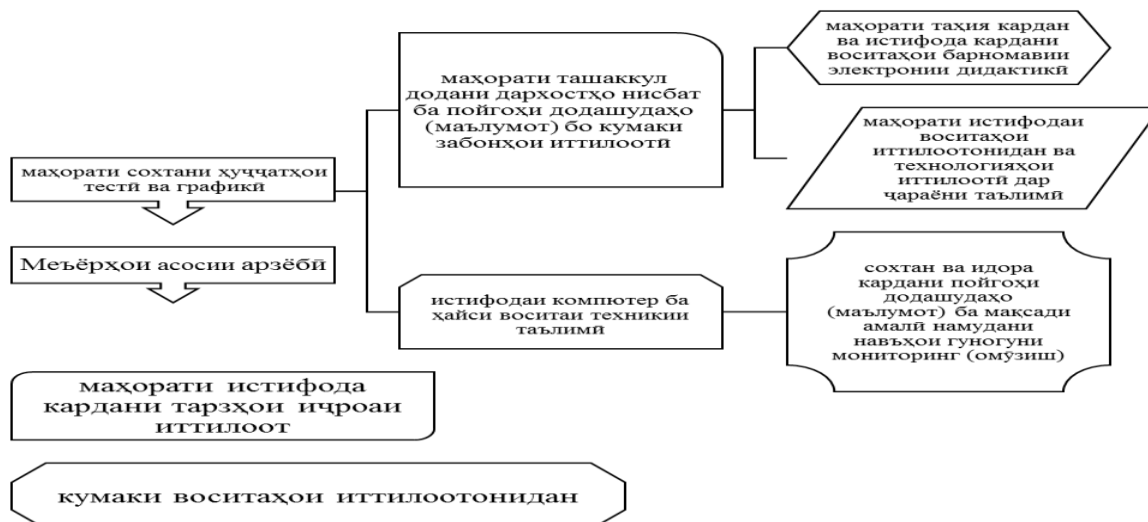 маҳорати сохтани ҳуҷҷатҳои
тестӣ ва графикӣ
Меъёрҳои асосии арзёбӣ
маҳорати ташаккул
додани дархостҳо нисбат
ба пойгоҳи додашудаҳо
(маълумот) бо кумаки
забонҳои иттилоотӣ
истифодаи компютер ба
ҳайси воситаи техникии
таълимӣ
маҳорати таҳия кардан
ва истифода кардани
воситаҳои барномавии
электронии дидактикӣ
маҳорати истифодаи
воситаҳои
иттилоотонидан ва
технологияҳои
иттилоотӣ дар
ҷараёни таълимӣ
сохтан ва идора
кардани пойгоҳи
додашудаҳо
(маълумот) ба мақсади
амалӣ намудани
навъҳои гуногуни
мониторинг (омӯзиш)
маҳорати истифода
кардани тарзҳои иҷроаи
иттилоот
кумаки воситаҳои иттилоотонидан